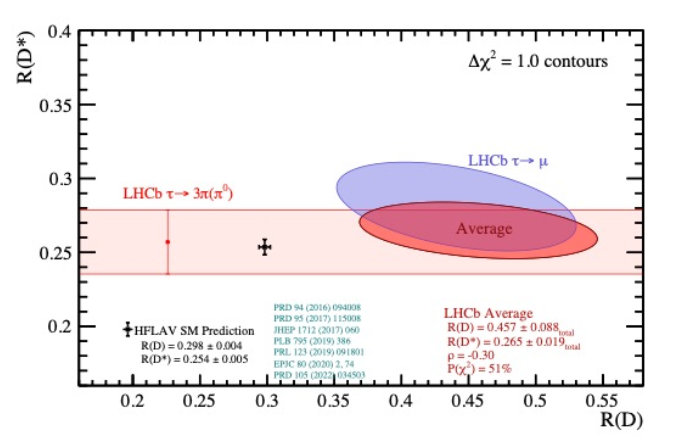 0.4
R(D*)
Δχ² = 1.0 contours
0.35
LHCb τ→ μ
0.3
LHCb τ→ 3π(π⁰)
Average
0.25
PRD 94 (2016) 094008
PRD 95 (2017) 115008
JHEP 1712 (2017) 060
PLB 795 (2019) 386
PRL 123 (2019) 091801
EPJC 80 (2020) 2, 74
PRD 105 (2022) 034503
LHCb Average
R(D) = 0.457 ± 0.088total
R(D*) = 0.265 ± 0.019total
ρ = -0.30
P(χ²) = 51%
0.2
HFLAV SM Prediction
R(D) = 0.298 ± 0.004
R(D*) = 0.254 ± 0.005
0.2 0.25 0.3 0.35 0.4 0.45 0.5 0.55
R(D)